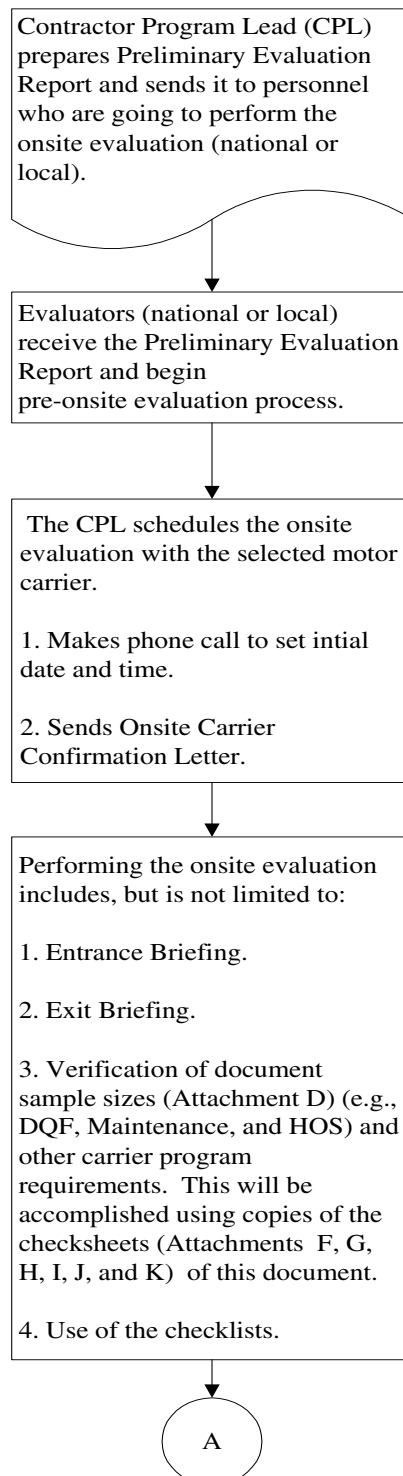 Contractor Program Lead (CPL)
prepares Preliminary Evaluation
Report and sends it to personnel
who are going to perform the
onsite evaluation (national or
local).
Evaluators (national or local)
receive the Preliminary Evaluation
Report and begin
pre-onsite evaluation process.
The CPL schedules the onsite
evaluation with the selected motor
carrier.
1. Makes phone call to set intial
date and time.
2. Sends Onsite Carrier
Confirmation Letter.
Performing the onsite evaluation
includes, but is not limited to:
1. Entrance Briefing.
2. Exit Briefing.
3. Verification of document
sample sizes (Attachment D) (e.g.,
DQF, Maintenance, and HOS) and
other carrier program
requirements. This will be
accomplished using copies of the
checksheets (Attachments F, G,
H, I, J, and K) of this document.
4. Use of the checklists.
A